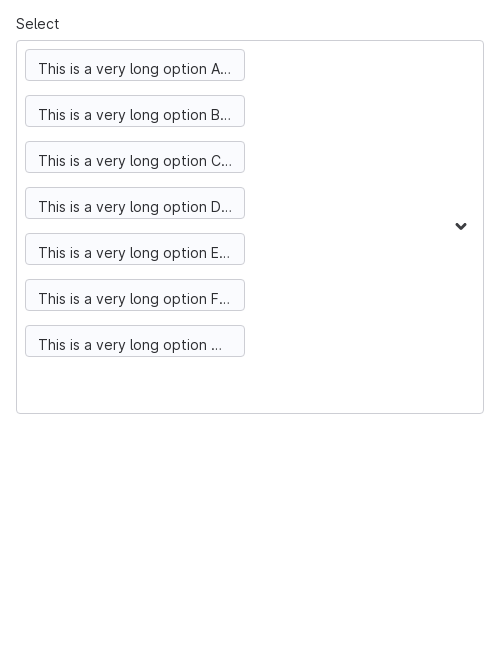 Select
This is a very long option A...
This is a very long option B...
This is a very long option C...
This is a very long option D...
This is a very long option E...
This is a very long option F...
This is a very long option ...